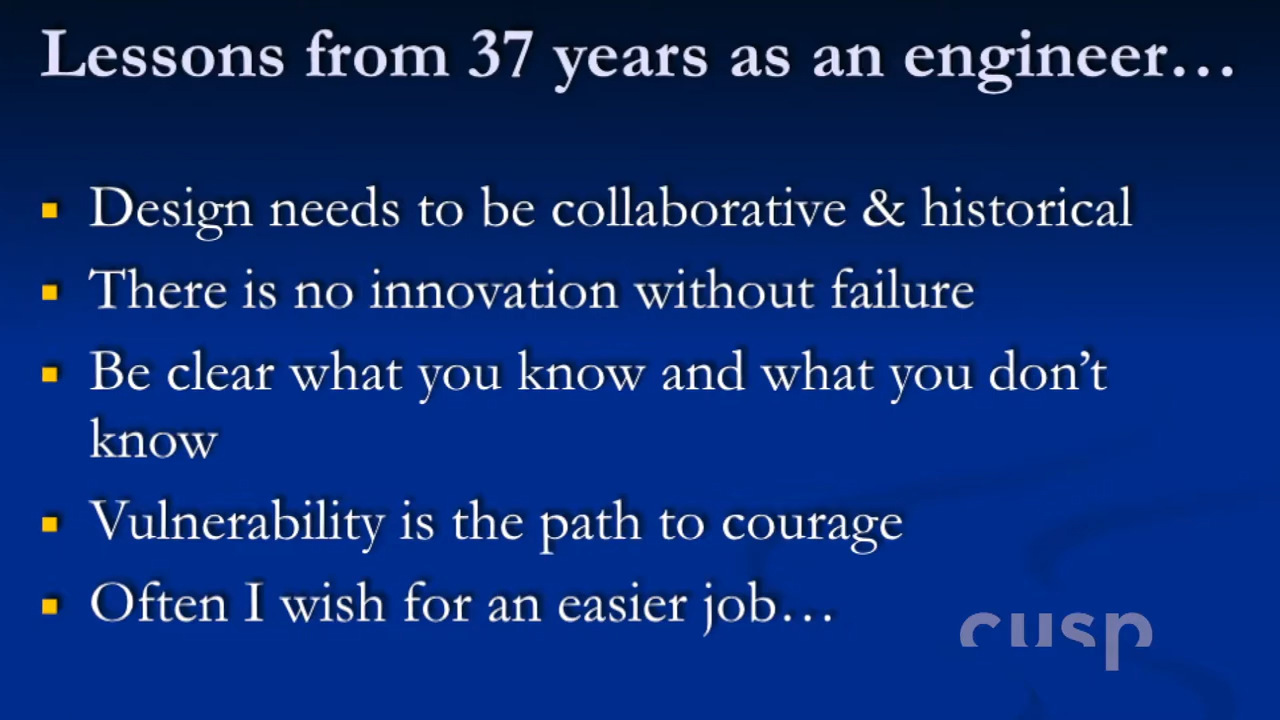 Lessons from 37 years as an engineer…
Design needs to be collaborative & historical
There is no innovation without failure
Be clear what you know and what you don’t
know
Vulnerability is the path to courage
Often I wish for an easier job…
cusp